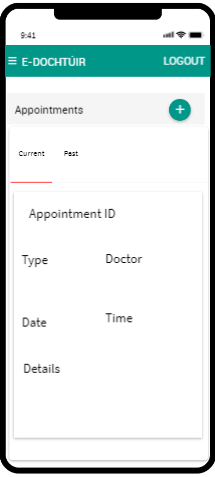 9:41
E-DOCHTÚIR LOGOUT
Appointments
Current Past
Appointment ID
Type Doctor
Date Time
Details